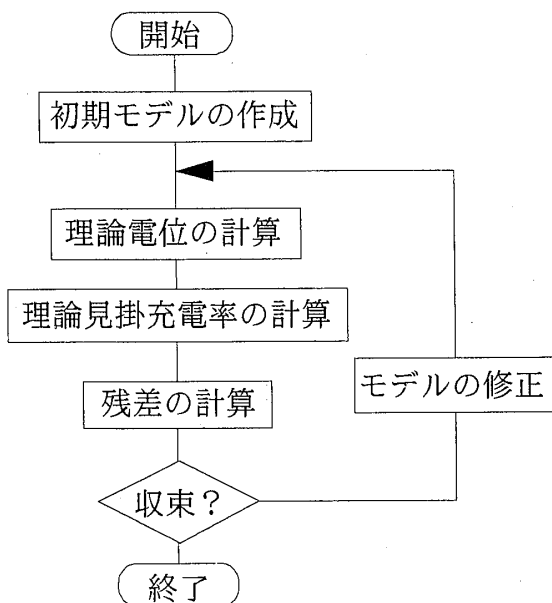 開始
初期モデルの作成
理論電位の計算
理論見掛充電率の計算
残差の計算
モデルの修正
収束？
終了